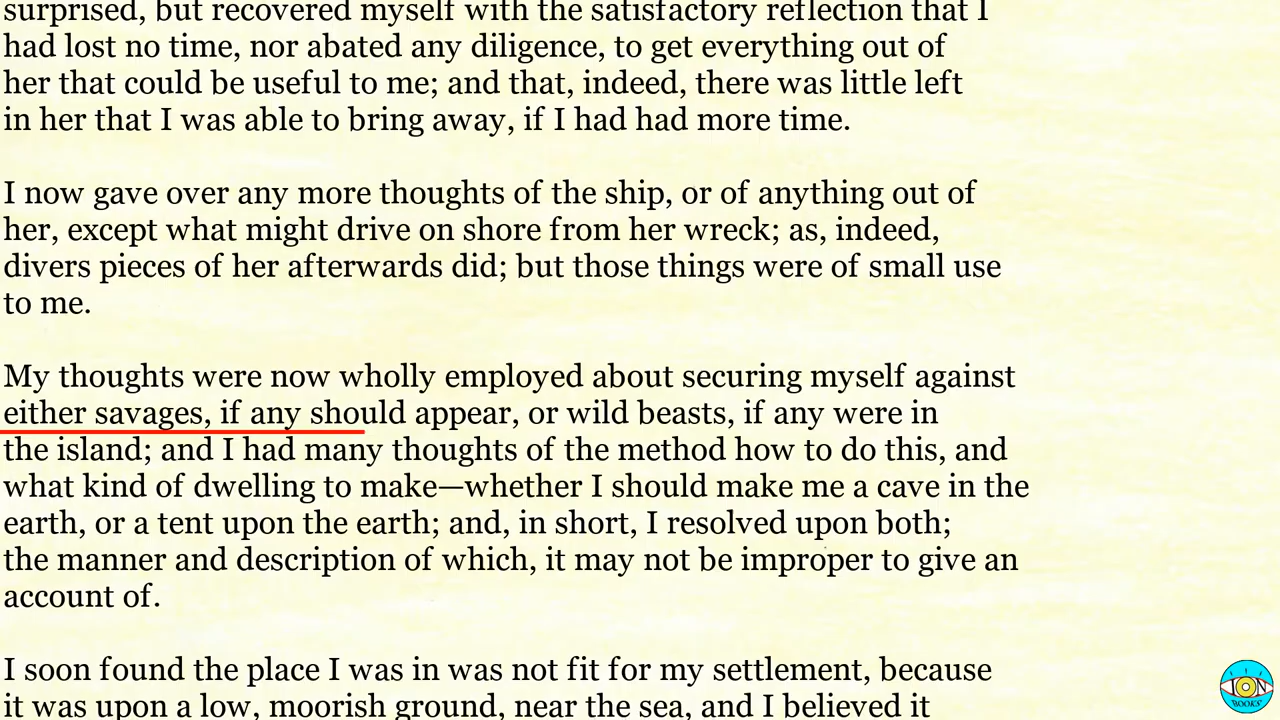 surprised, but recovered myself with the satisfactory reflection that I
had lost no time, nor abated any diligence, to get everything out of
her that could be useful to me; and that, indeed, there was little left
in her that I was able to bring away, if I had had more time.
I now gave over any more thoughts of the ship, or of anything out of
her, except what might drive on shore from her wreck; as, indeed,
divers pieces of her afterwards did; but those things were of small use
to me.
My thoughts were now wholly employed about securing myself against
either savages, if any should appear, or wild beasts, if any were in
the island; and I had many thoughts of the method how to do this, and
what kind of dwelling to make—whether I should make me a cave in the
earth, or a tent upon the earth; and, in short, I resolved upon both;
the manner and description of which, it may not be improper to give an
account of.
I soon found the place I was in was not fit for my settlement, because
it was upon a low, moorish ground, near the sea, and I believed it
ION
BOOKS